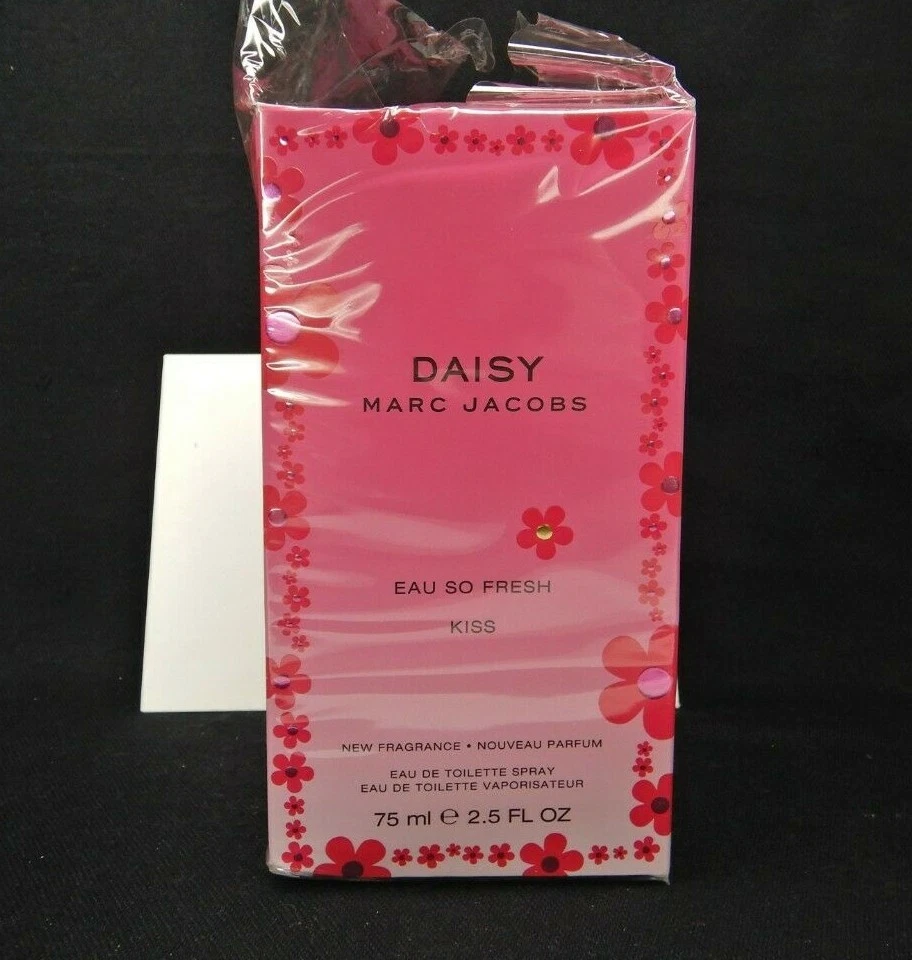 DAISY
MARC JACOBS
EAU SO FRESH
KISS
NEW FRAGRANCE • NOUVEAU PARFUM
EAU DE TOILETTE SPRAY
EAU DE TOILETTE VAPORISATEUR
75 ml ℮ 2.5 FL OZ